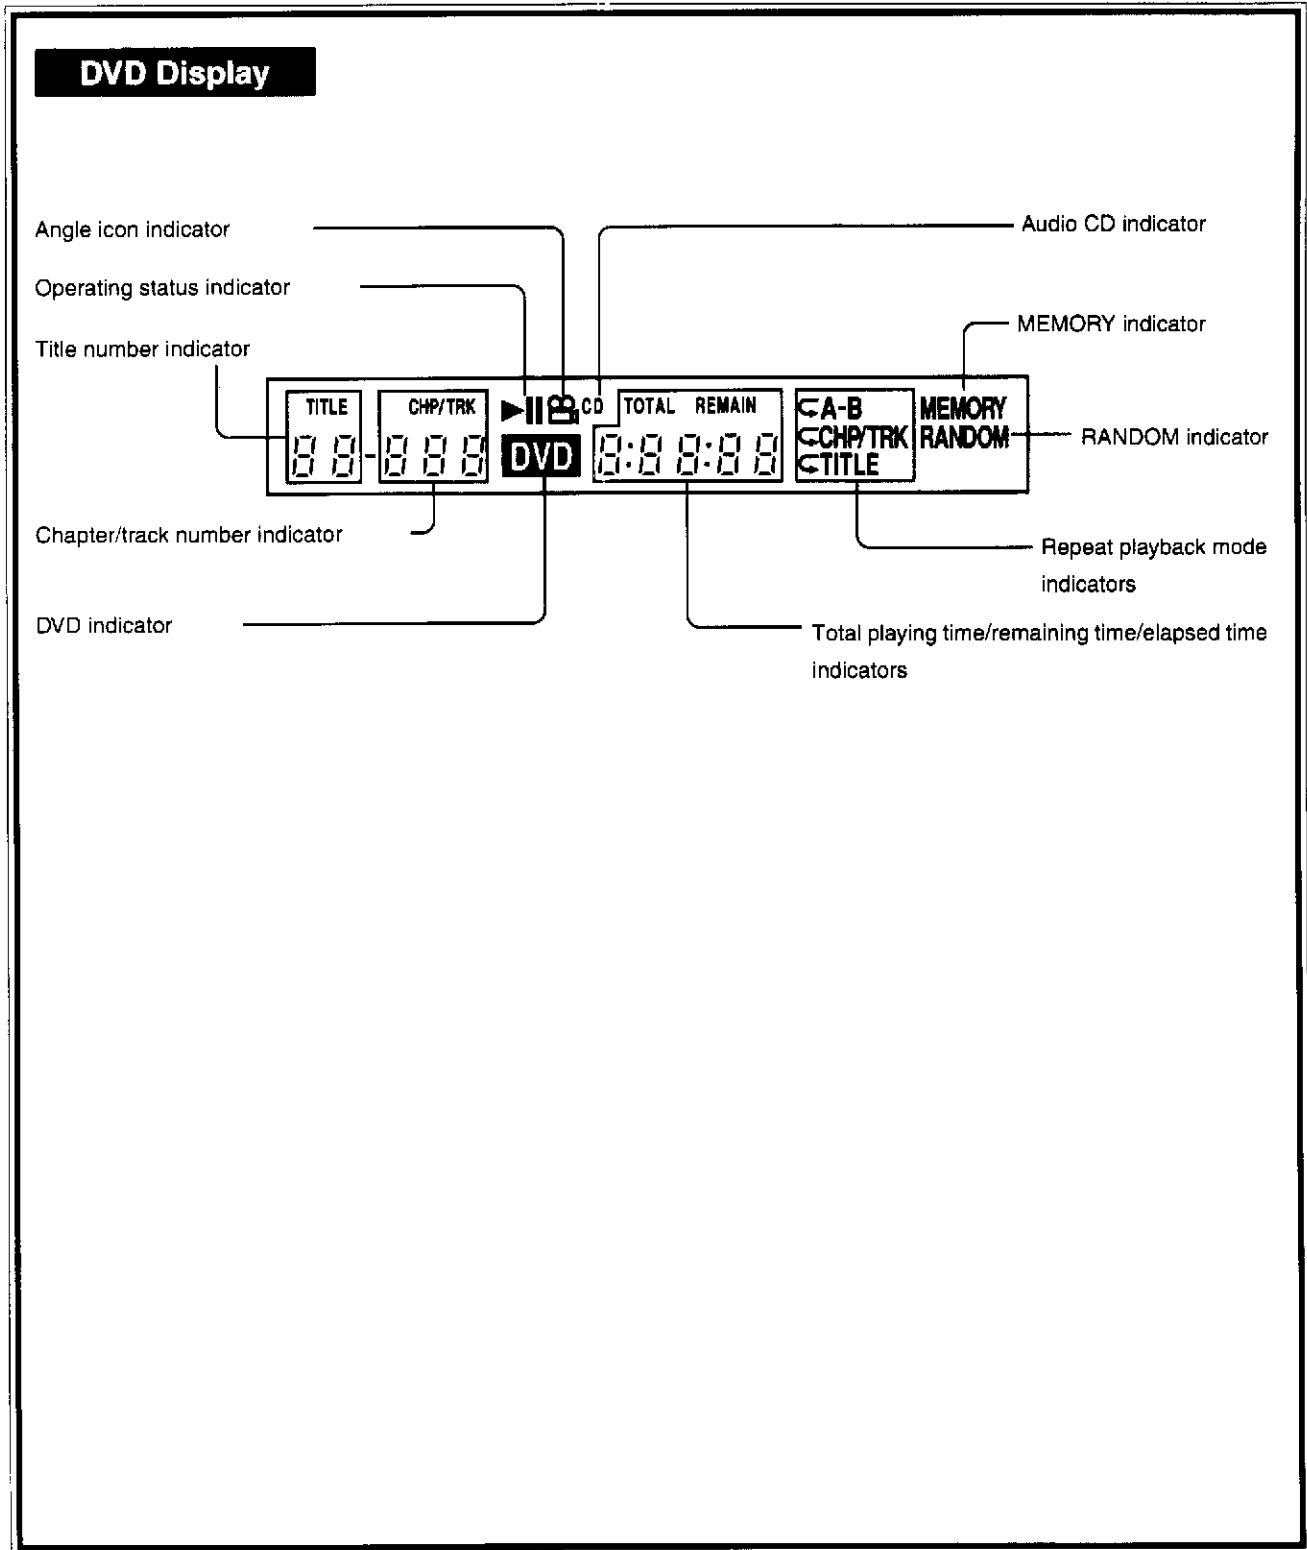 DVD Display
Angle icon indicator
Operating status indicator
Title number indicator
Audio CD indicator
MEMORY indicator
RANDOM indicator
TITLE
CHP/TRK
CD
TOTAL REMAIN
A-B
MEMORY
88-888
DVD
8:88:88
CHP/TRK
RANDOM
TITLE
Chapter/track number indicator
DVD indicator
Repeat playback mode
indicators
Total playing time/remaining time/elapsed time
indicators